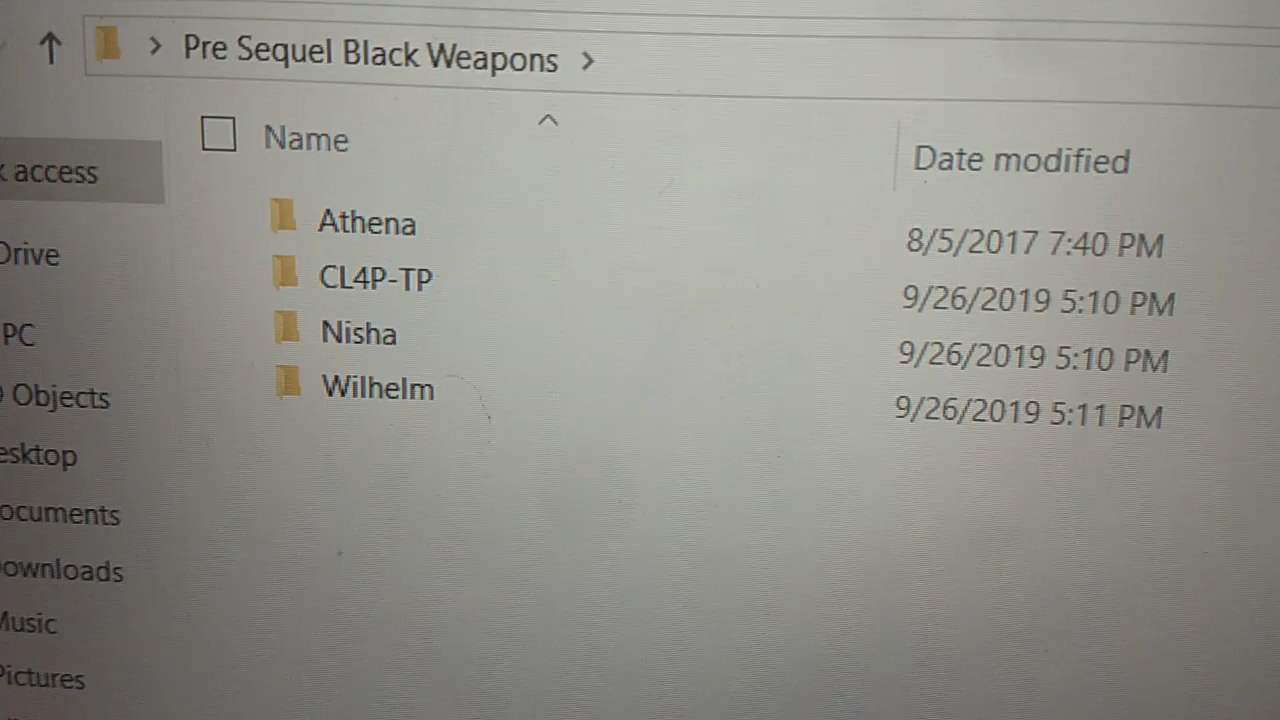 Pre Sequel Black Weapons
Name
Date modified
Athena 8/5/2017 7:40 PM
CL4P-TP 9/26/2019 5:10 PM
Nisha 9/26/2019 5:10 PM
Wilhelm 9/26/2019 5:11 PM
k access
Drive
PC
Objects
esktop
ocuments
ownloads
Music
Pictures